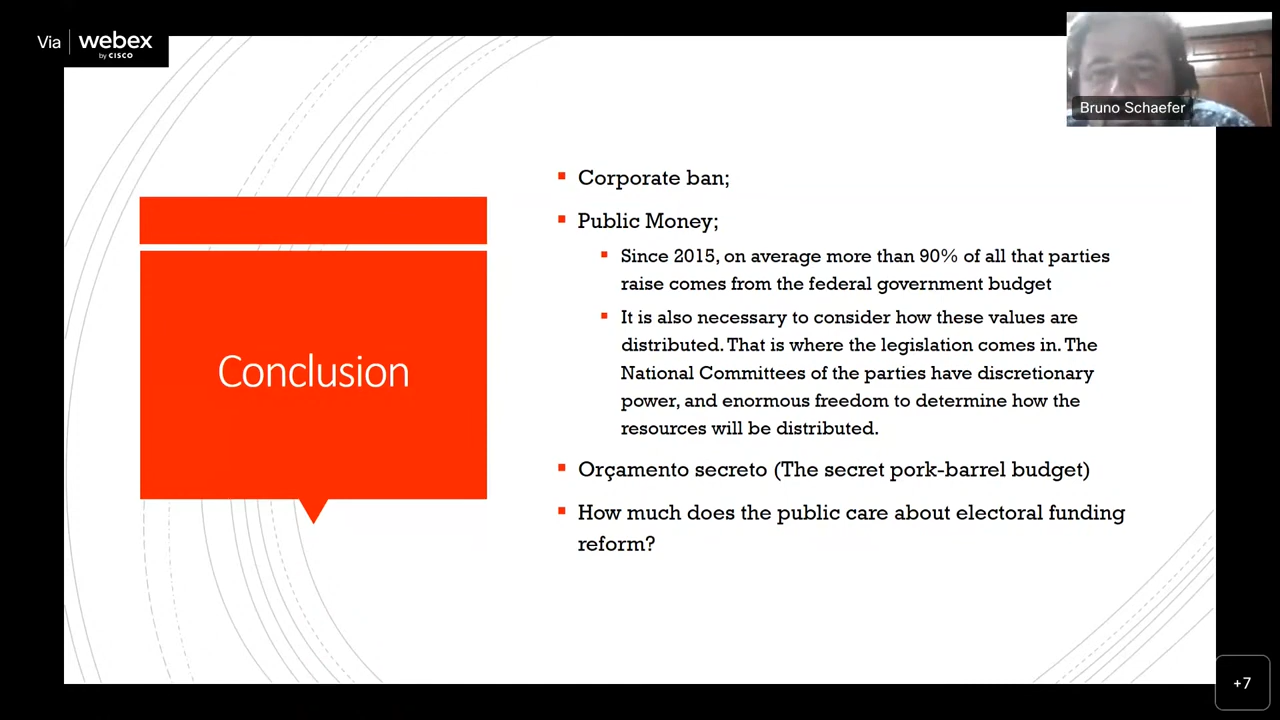 Via webex
by CISCO
Bruno Schaefer
Corporate ban;
Public Money;
Since 2015, on average more than 90% of all that parties
raise comes from the federal government budget
It is also necessary to consider how these values are
distributed. That is where the legislation comes in. The
National Committees of the parties have discretionary
power, and enormous freedom to determine how the
resources will be distributed.
Conclusion
Orçamento secreto (The secret pork-barrel budget)
How much does the public care about electoral funding
reform?
+7